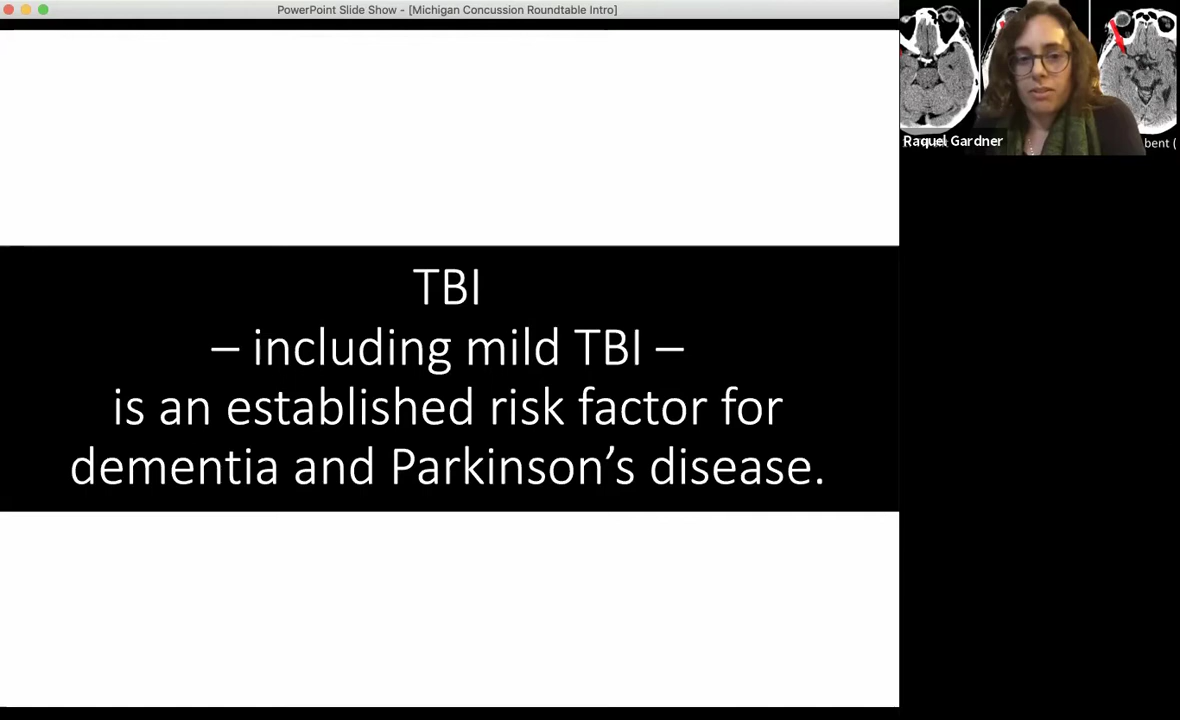 PowerPoint Slide Show - [Michigan Concussion Roundtable Intro]
TBI
– including mild TBI –
is an established risk factor for
dementia and Parkinson’s disease.
Raquel Gardner
bent (